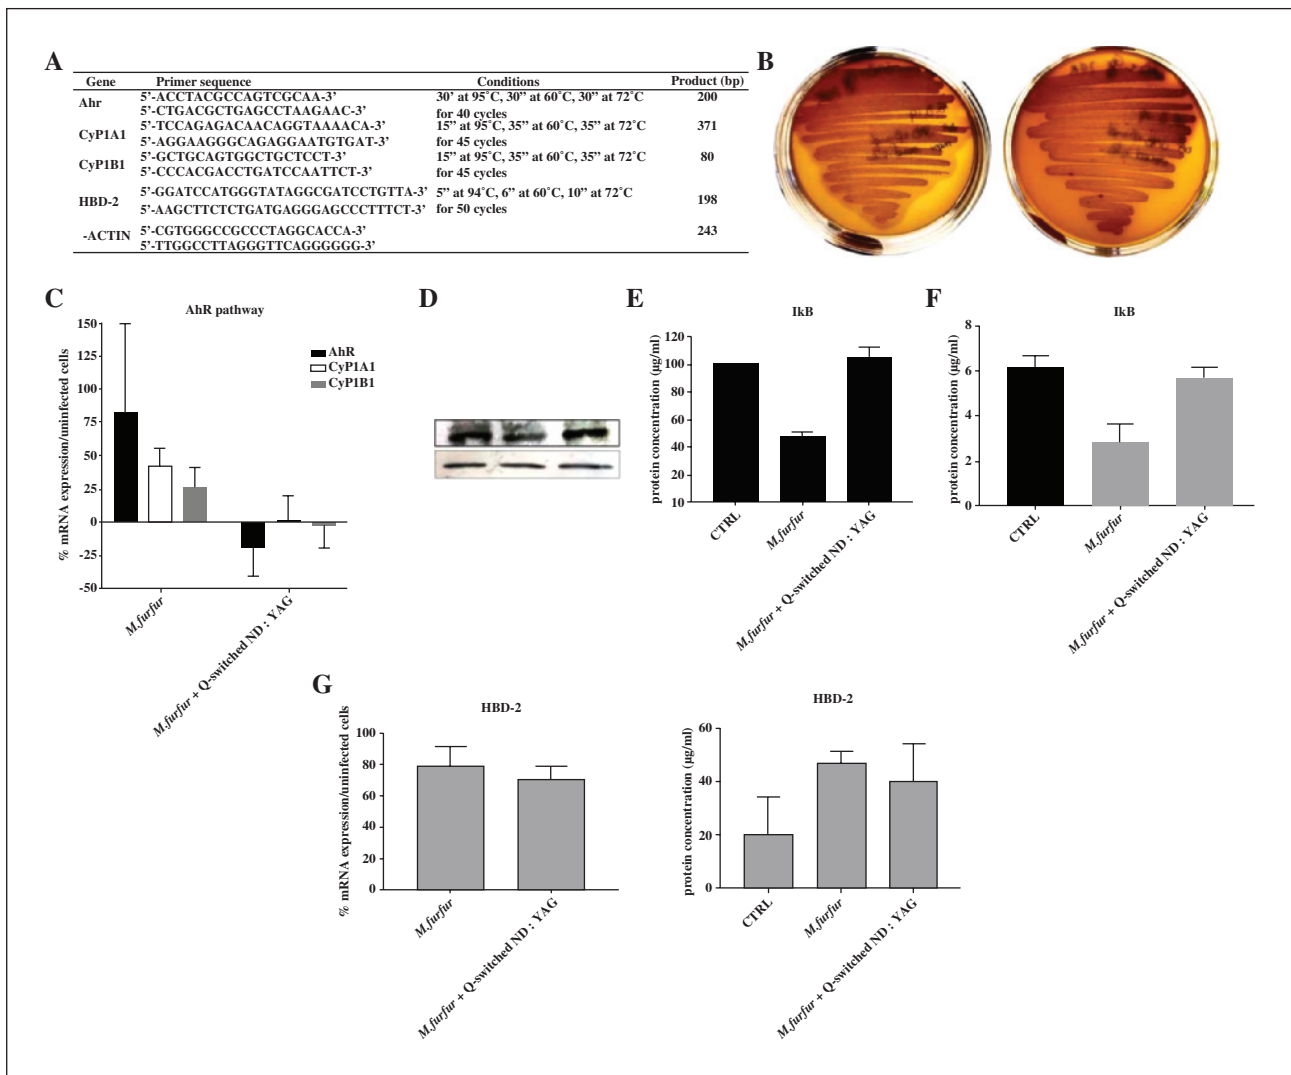 A
Gene Primer sequence Conditions Product (bp)
Ahr 5’-ACCTACGCCAGTCGCAA-3’ 30’ at 95˚C, 30” at 60˚C, 30” at 72˚C 200
5’-CTGACGCTGAGCCTAAGAAC-3’ for 40 cycles
CyP1A1 5’-TCCAGAGACAACAGGTAAAACA-3’ 15” at 95˚C, 35” at 60˚C, 35” at 72˚C 371
5’-AGGAAGGGCAGAGGAATGTGAT-3’ for 45 cycles
CyP1B1 5’-GCTGCAGTGGCTGCTCCT-3’ 15” at 95˚C, 35” at 60˚C, 35” at 72˚C 80
5’-CCCACGACCTGATCCAATTCT-3’ for 45 cycles
HBD-2 5’-GGATCCATGGGTATAGGCGATCCTGTTA-3’ 5” at 94˚C, 6” at 60˚C, 10” at 72˚C 198
5’-AAGCTTCTCTGATGAGGGAGCCCTTTCT-3’ for 50 cycles
-ACTIN 5’-CGTGGGCCGCCCTAGGCACCA-3’ 243
5’-TTGGCCTTAGGGTTCAGGGGGG-3’
B
C
AhR pathway
% mRNA expression/uninfected cells
150
125
100
75
50
25
0
-25
-50
AhR
CyP1A1
CyP1B1
M.furfur
M.furfur + Q-switched ND : YAG
D
E
IkB
protein concentration (µg/ml)
120
100
80
60
40
20
10
CTRL
M.furfur
M.furfur + Q-switched ND : YAG
F
IkB
protein concentration (µg/ml)
8
6
4
2
0
CTRL
M.furfur
M.furfur + Q-switched ND : YAG
G
HBD-2
% mRNA expression/uninfected cells
100
80
60
40
20
0
M.furfur
M.furfur + Q-switched ND : YAG
HBD-2
protein concentration (µg/ml)
60
40
20
0
CTRL
M.furfur
M.furfur + Q-switched ND : YAG